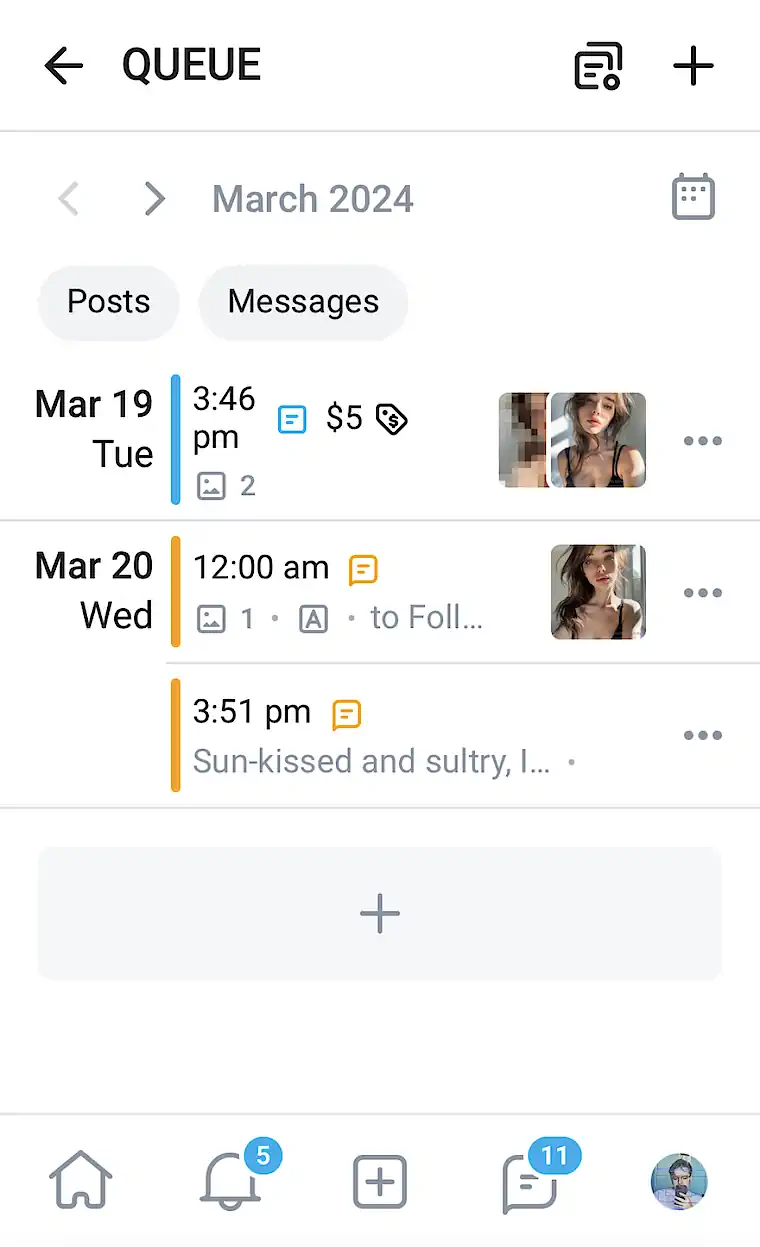 QUEUE
March 2024
Posts
Messages
Mar 19
Tue
3:46
pm
$5
2
Mar 20
Wed
12:00 am
1 • A • to Foll...
3:51 pm
Sun-kissed and sultry, I... •
5
11